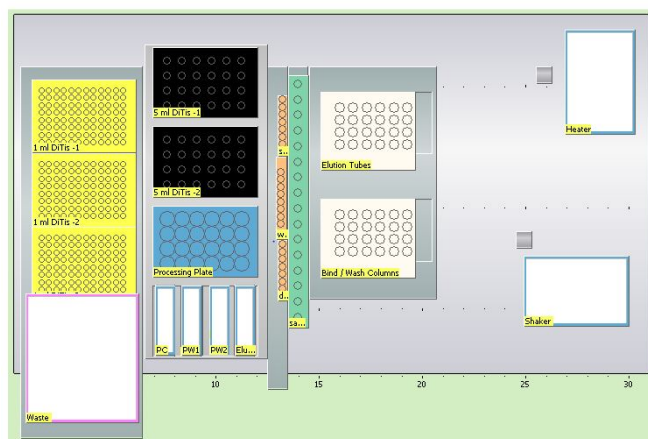 Heater
1 ml DiTis -1
5 ml DiTis -1
s...
Elution Tubes
1 ml DiTis -2
5 ml DiTis -2
w...
Processing Plate
Bind / Wash Columns
d...
sa...
Shaker
PC
PW1
PW2
Elu...
Waste
10
15
20
25
30